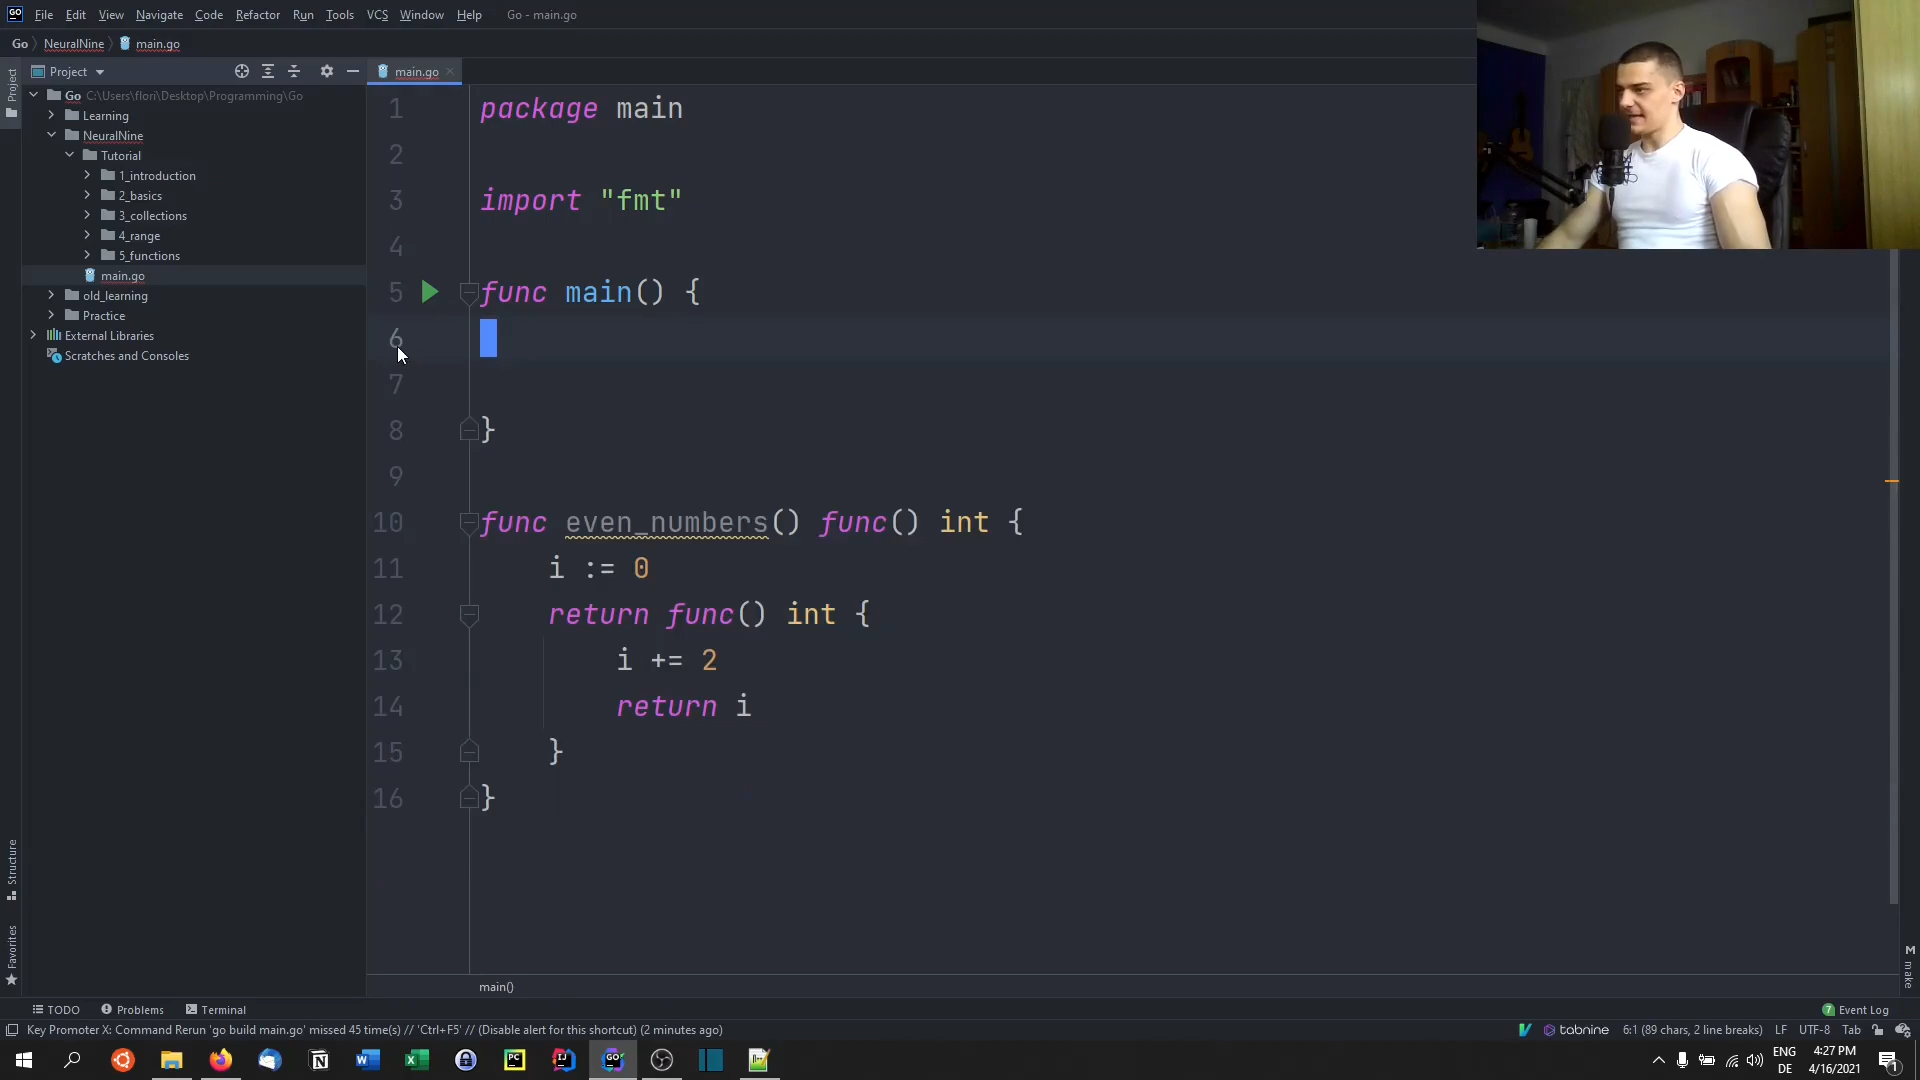 GO File Edit View Navigate Code Refactor Run Tools VCS Window Help Go - main.go
Go NeuralNine main.go
Project
Project main.go
Go C:\Users\flori\Desktop\Programming\Go
Learning
NeuralNine
Tutorial
1_introduction
2_basics
3_collections
4_range
5_functions
main.go
old_learning
Practice
External Libraries
Scratches and Consoles
1 package main
2
3 import "fmt"
4
5 func main() {
6
7
8 }
9
10 func even_numbers() func() int {
11 i := 0
12 return func() int {
13 i += 2
14 return i
15 }
16 }
Structure
Favorites
make
main()
TODO Problems Terminal
7 Event Log
Key Promoter X: Command Rerun 'go build main.go' missed 45 time(s) // 'Ctrl+F5' // (Disable alert for this shortcut) (2 minutes ago)
tabnine 6:1 (89 chars, 2 line breaks) LF UTF-8 Tab
ENG
DE
4:27 PM
4/16/2021